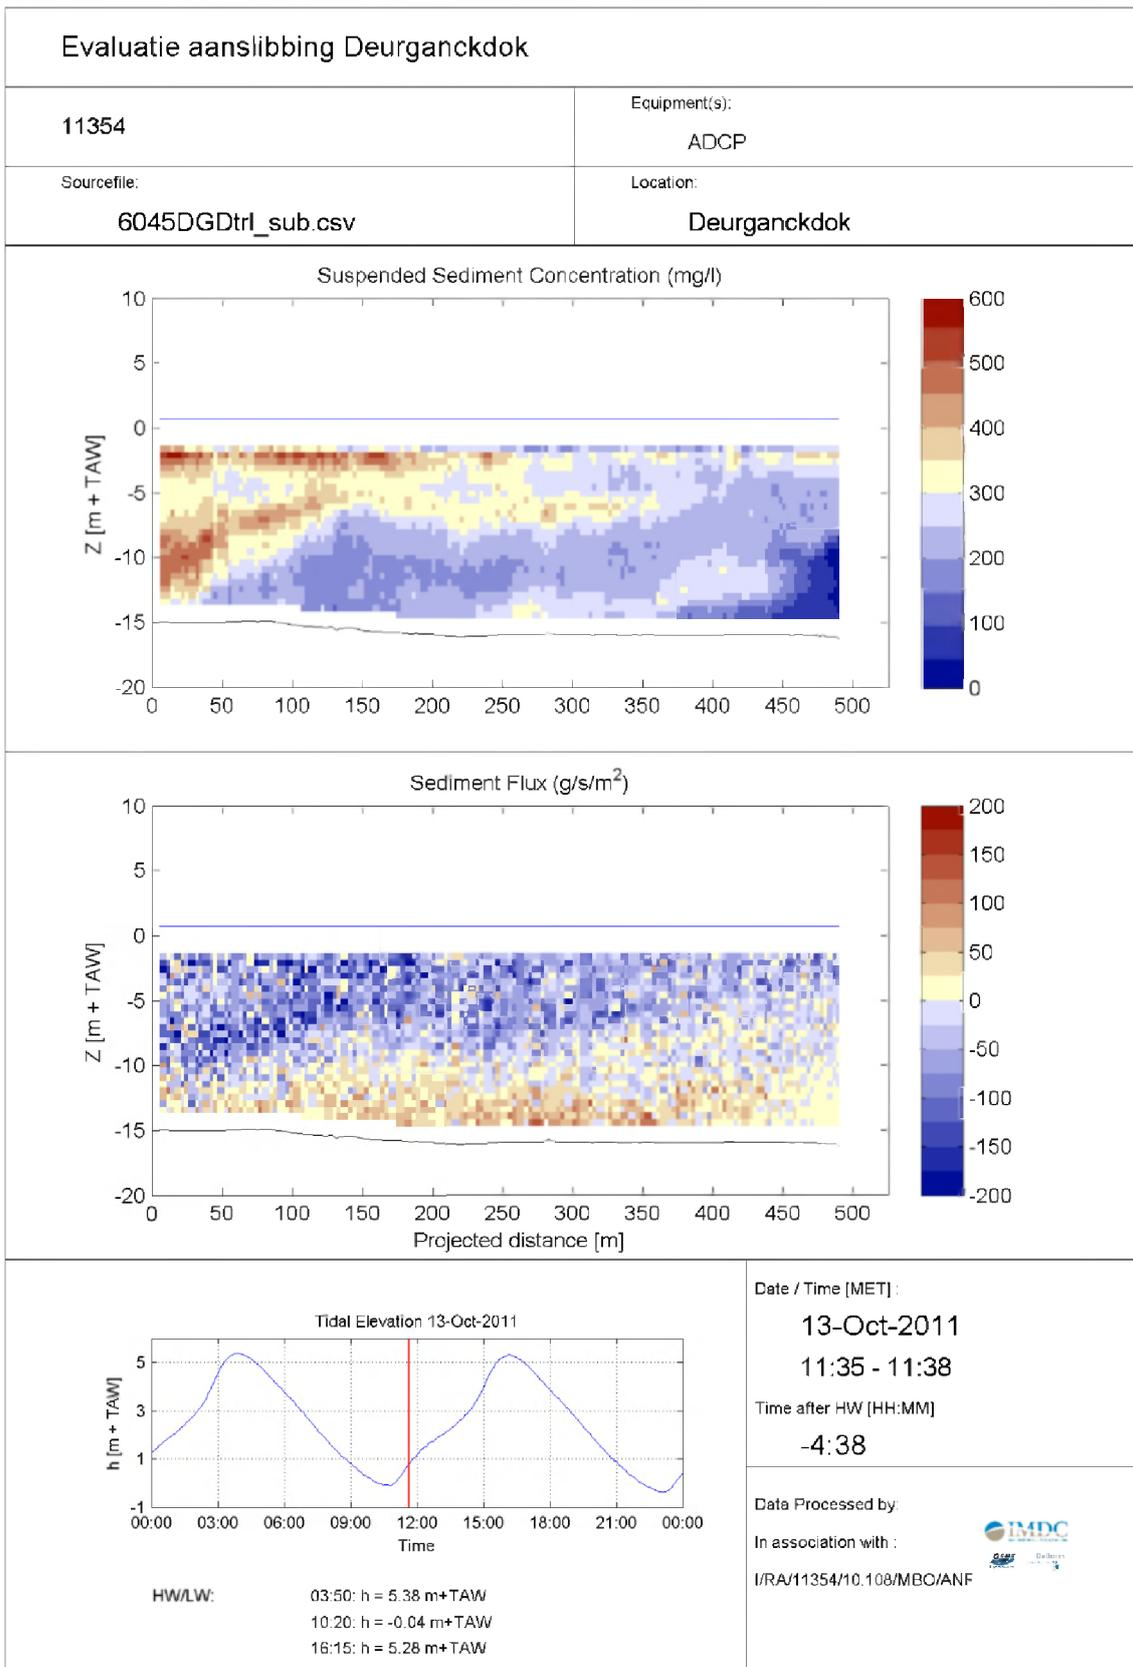 Evaluatie aanslibbing Deurganckdok
11354
Equipment(s):
ADCP
Sourcefile:
6045DGDtrl_sub.csv
Location:
Deurganckdok
Suspended Sediment Concentration (mg/l)
10
5
0
-5
-10
-15
-20
Z [m + TAW]
0 50 100 150 200 250 300 350 400 450 500
600
500
400
300
200
100
0
Sediment Flux (g/s/m²)
10
5
0
-5
-10
-15
-20
Z [m + TAW]
0 50 100 150 200 250 300 350 400 450 500
Projected distance [m]
200
150
100
50
0
-50
-100
-150
-200
Tidal Elevation 13-Oct-2011
5
3
1
-1
h [m + TAW]
00:00 03:00 06:00 09:00 12:00 15:00 18:00 21:00 00:00
Time
HW/LW:
03:50: h = 5.38 m+TAW
10:20: h = -0.04 m+TAW
16:15: h = 5.28 m+TAW
Date / Time [MET] :
13-Oct-2011
11:35 - 11:38
Time after HW [HH:MM]
-4:38
Data Processed by:
IMDC
In association with :
I/RA/11354/10.108/MBO/ANF